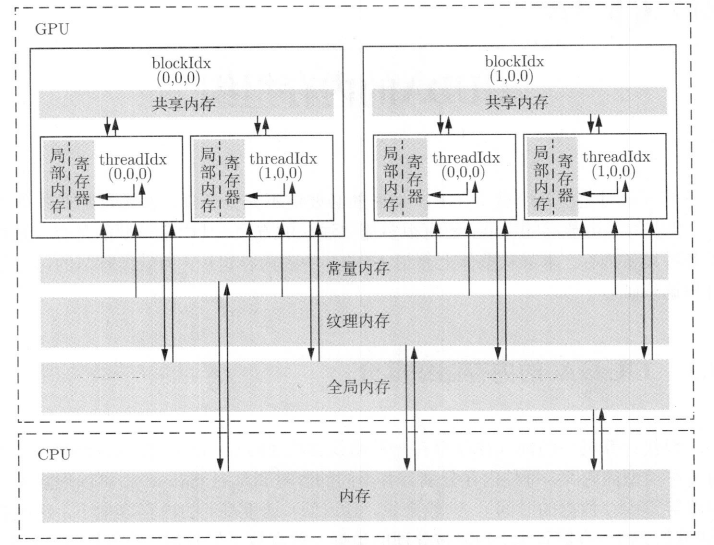 GPU
blockIdx
(0,0,0)
共享内存
局部内存
寄存器
threadIdx
(0,0,0)
局部内存
寄存器
threadIdx
(1,0,0)
blockIdx
(1,0,0)
共享内存
局部内存
寄存器
threadIdx
(0,0,0)
局部内存
寄存器
threadIdx
(1,0,0)
常量内存
纹理内存
全局内存
CPU
内存